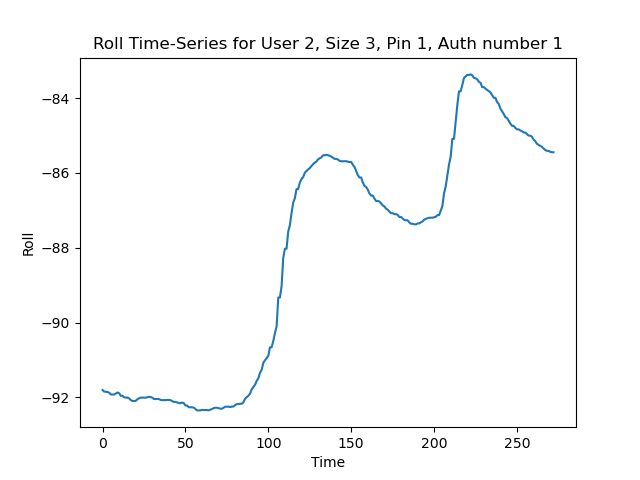 Roll Time-Series for User 2, Size 3, Pin 1, Auth number 1
−84
−86
−88
−90
−92
Roll
0 50 100 150 200 250
Time